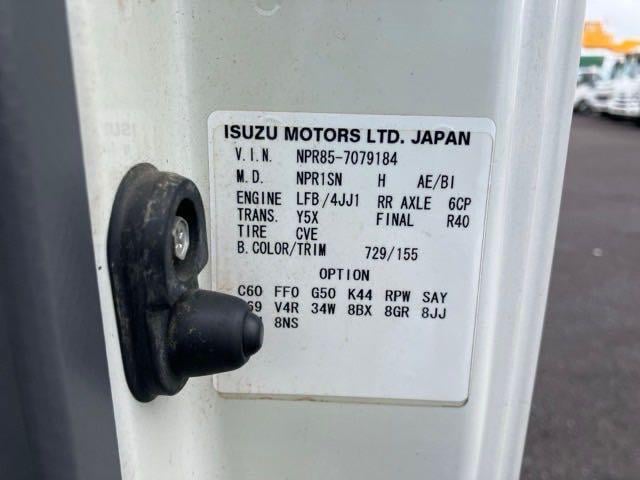 ISUZU MOTORS LTD. JAPAN
V.I.N. NPR85-7079184
M.D. NPR1SN H AE/BI
ENGINE LFB/4JJ1 RR AXLE 6CP
TRANS. Y5X FINAL R40
TIRE CVE
B.COLOR/TRIM 729/155
OPTION
C60 FF0 G50 K44 RPW SAY
V4R 34W 8BX 8GR 8JJ
8NS